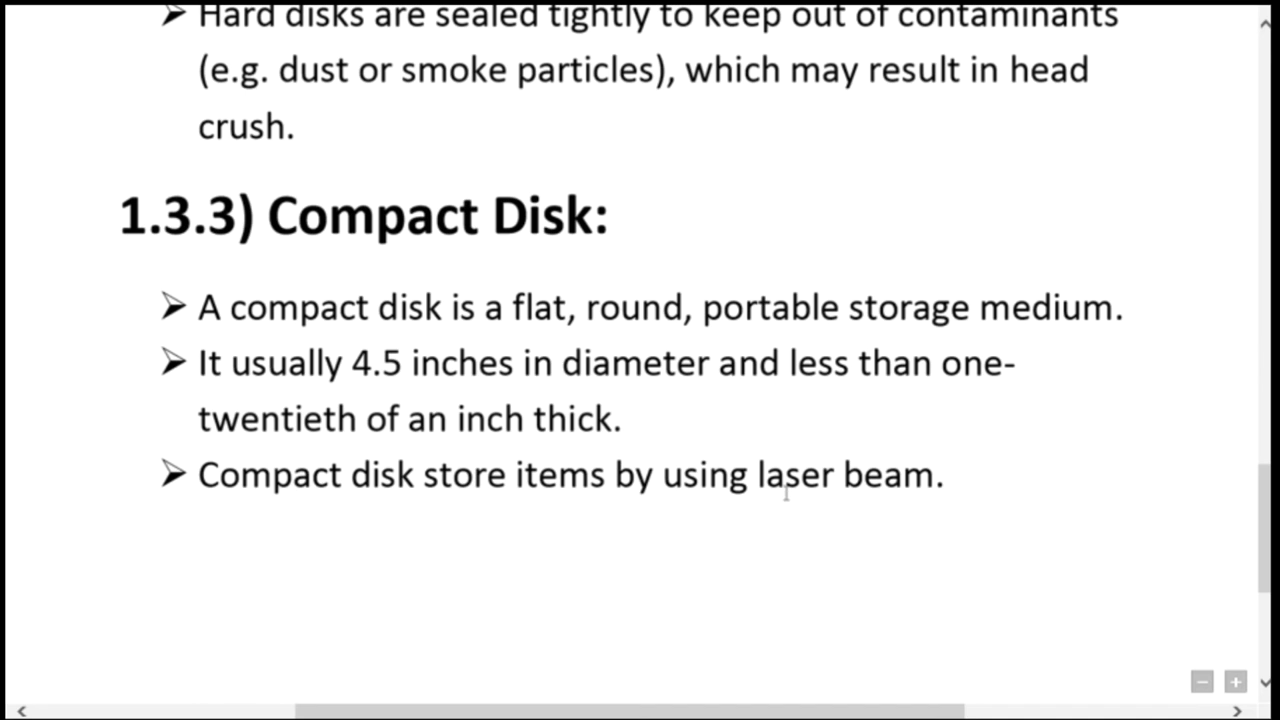 ➢ Hard disks are sealed tightly to keep out of contaminants
(e.g. dust or smoke particles), which may result in head
crush.
1.3.3) Compact Disk:
➢ A compact disk is a flat, round, portable storage medium.
➢ It usually 4.5 inches in diameter and less than one-
twentieth of an inch thick.
➢ Compact disk store items by using laser beam.